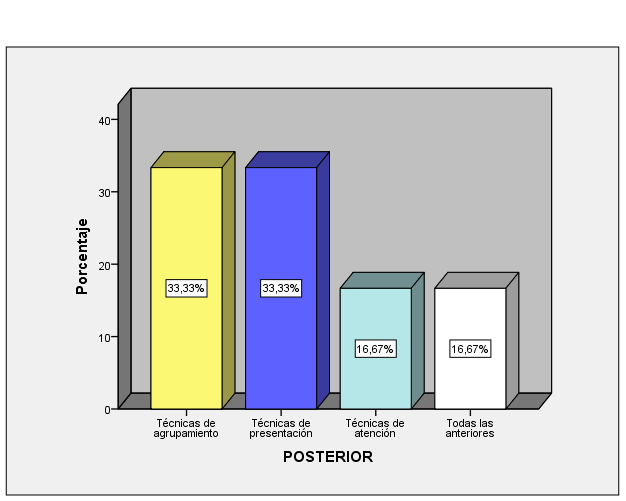 Porcentaje
40
30
20
10
0
33,33%
33,33%
16,67%
16,67%
Técnicas de
agrupamiento
Técnicas de
presentación
Técnicas de
atención
Todas las
anteriores
POSTERIOR